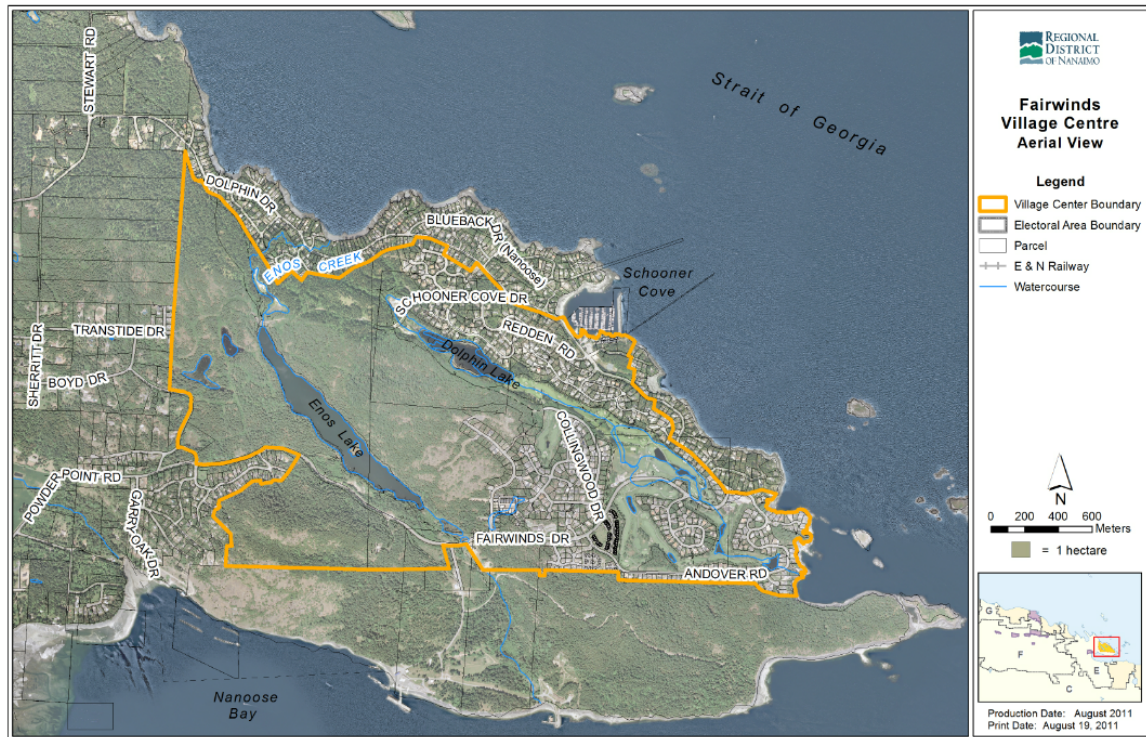 STEWART RD
Strait of Georgia
DOLPHIN DR
BLUEBACK DR (Nanoose)
ENOS CREEK
Schooner
Cove
SCHOONER COVE DR
REDDEN RD
TRANSTIDE DR
SHERRITT DR
BOYD DR
Dolphin Lake
Enos Lake
COLLINGWOOD DR
POWDER POINT RD
GARRY OAK DR
FAIRWINDS DR
ANDOVER RD
Nanoose
Bay
REGIONAL
DISTRICT
OF NANAIMO
Fairwinds
Village Centre
Aerial View
Legend
Village Center Boundary
Electoral Area Boundary
Parcel
E & N Railway
Watercourse
N
0 200 400 600
Meters
= 1 hectare
G
F
E
C
Production Date: August 2011
Print Date: August 19, 2011